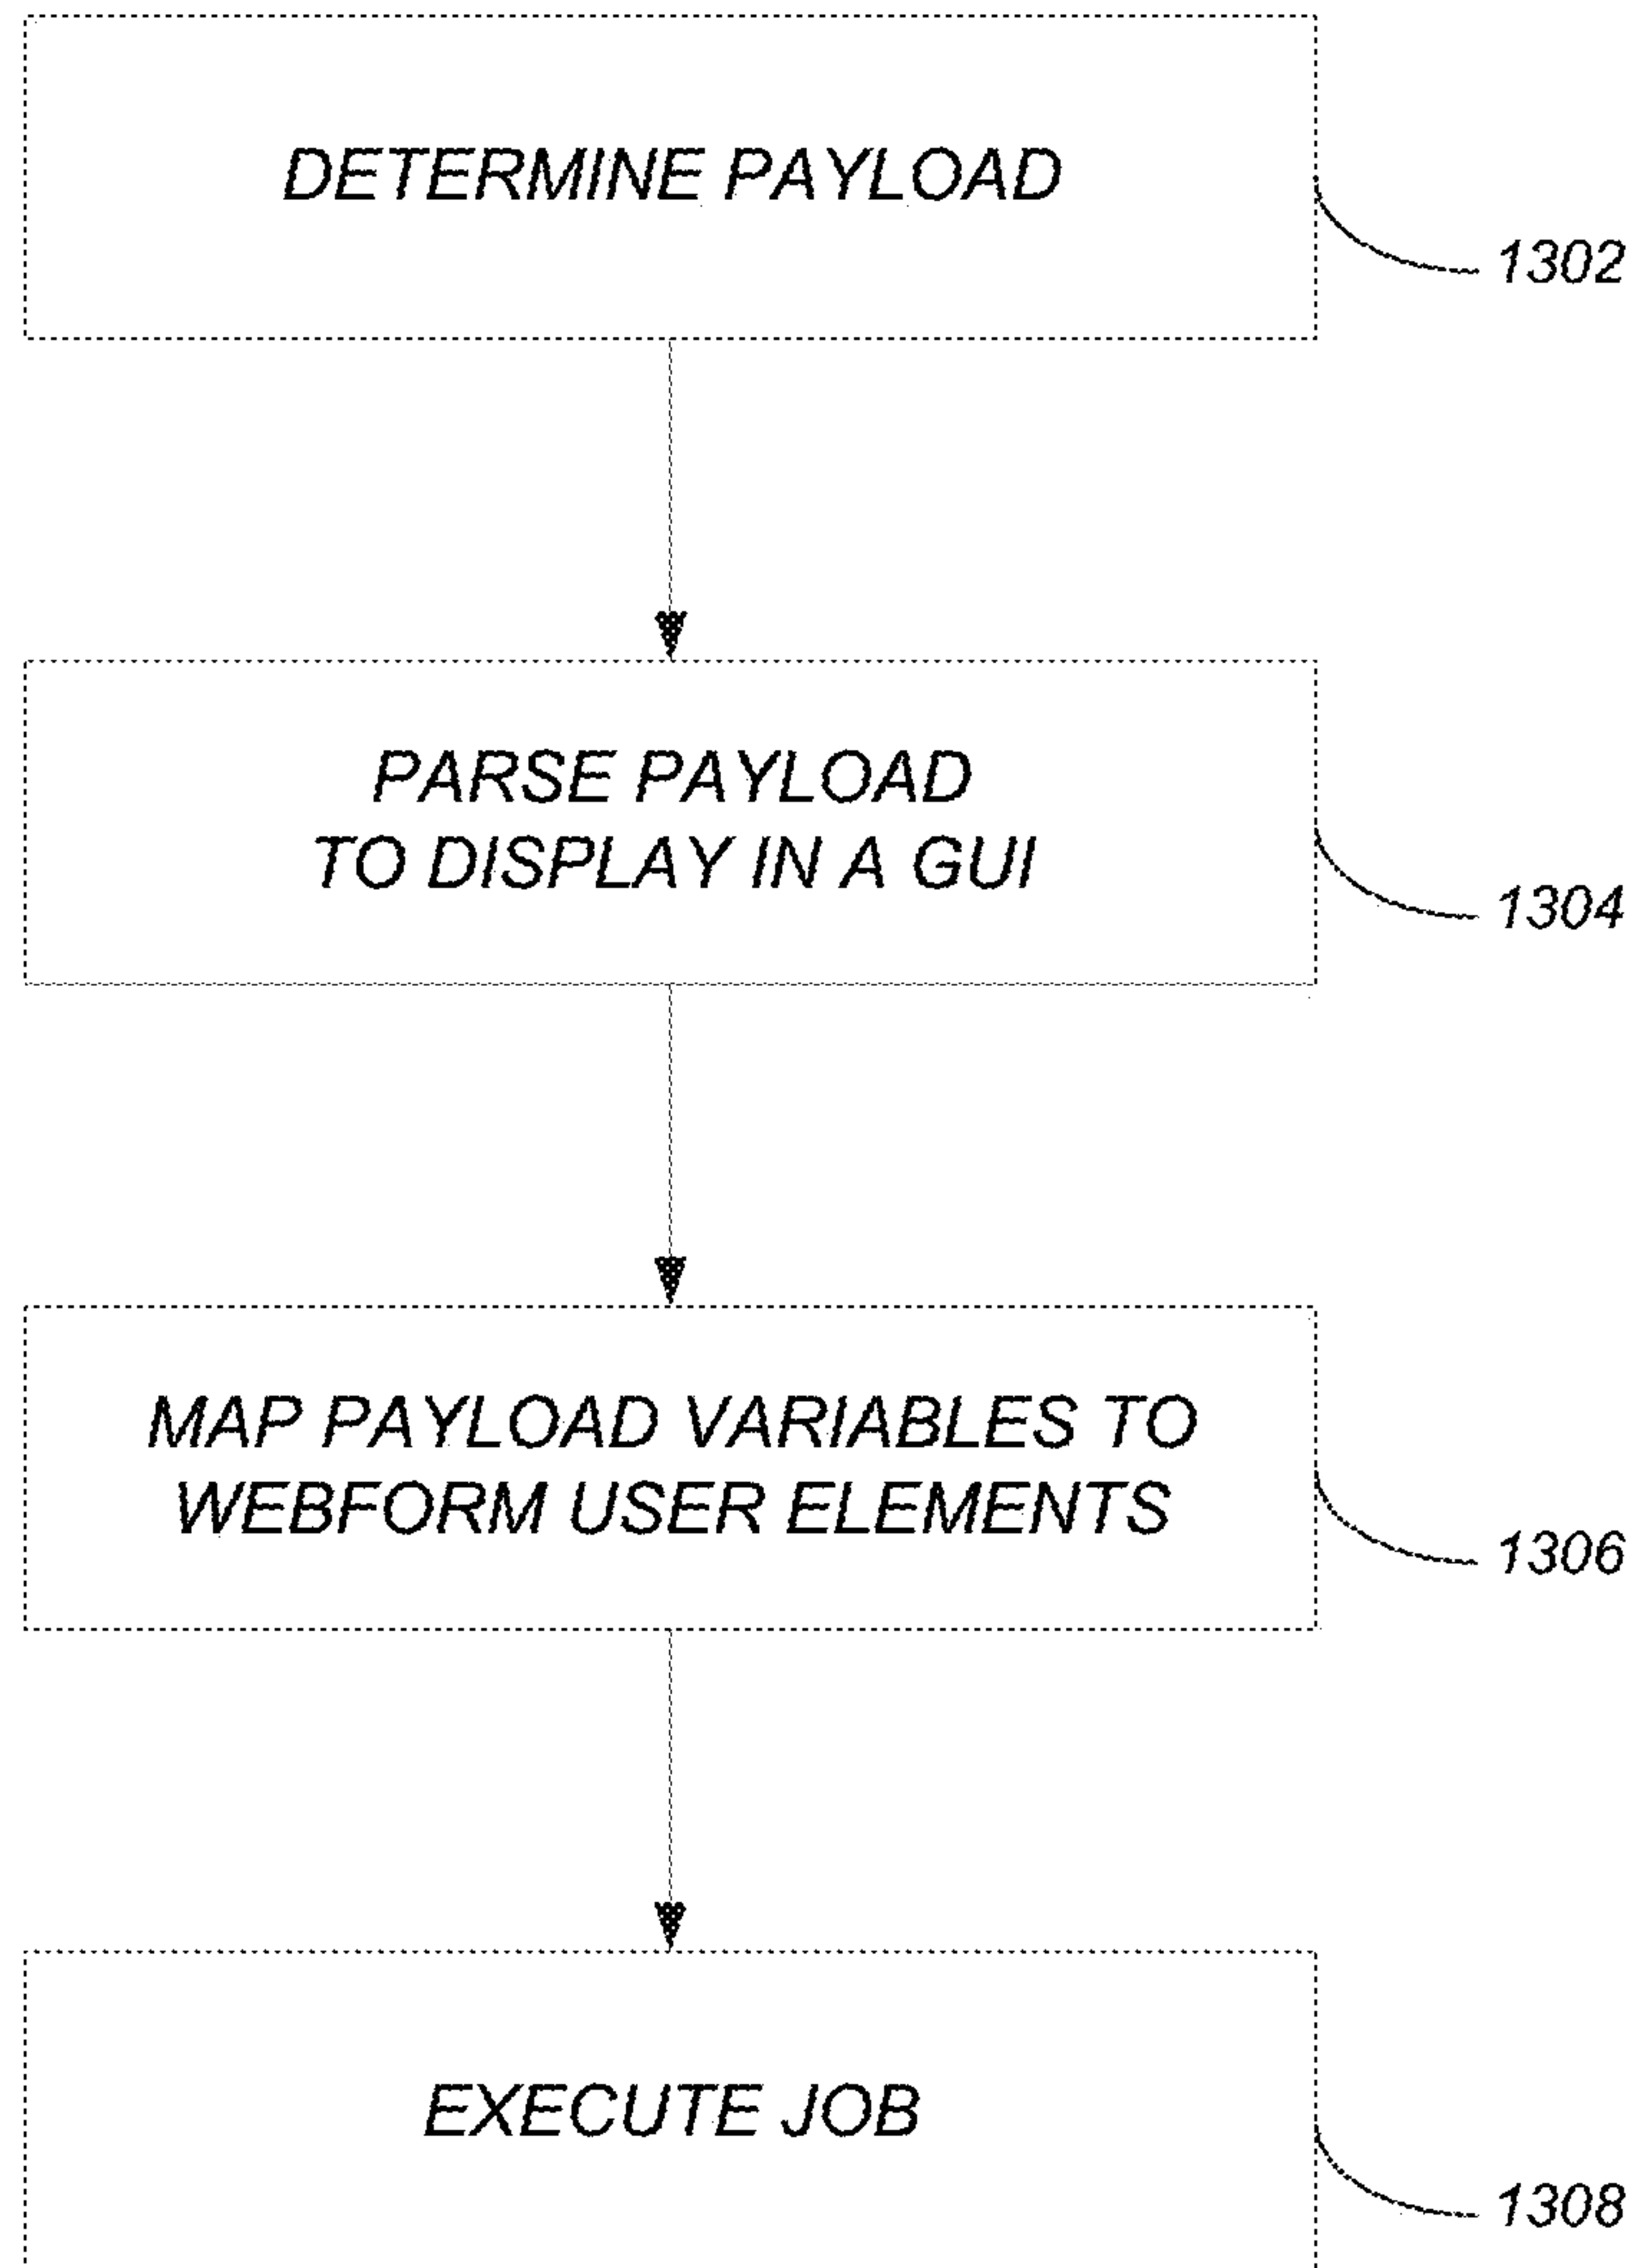 DETERMINE PAYLOAD
1302
PARSE PAYLOAD
TO DISPLAY IN A GUI
1304
MAP PAYLOAD VARIABLES TO
WEBFORM USER ELEMENTS
1306
EXECUTE JOB
1308